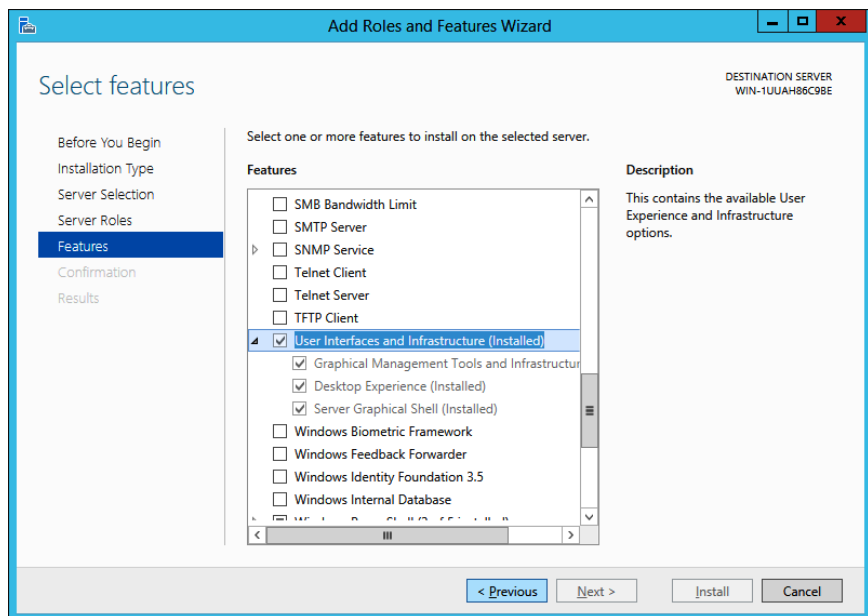 Add Roles and Features Wizard
Select features
DESTINATION SERVER
WIN-1UUAH86C9BE
Before You Begin
Installation Type
Server Selection
Server Roles
Features
Confirmation
Results
Select one or more features to install on the selected server.
Features
SMB Bandwidth Limit
SMTP Server
SNMP Service
Telnet Client
Telnet Server
TFTP Client
User Interfaces and Infrastructure (Installed)
Graphical Management Tools and Infrastructur
Desktop Experience (Installed)
Server Graphical Shell (Installed)
Windows Biometric Framework
Windows Feedback Forwarder
Windows Identity Foundation 3.5
Windows Internal Database
Description
This contains the available User
Experience and Infrastructure
options.
< Previous
Next >
Install
Cancel